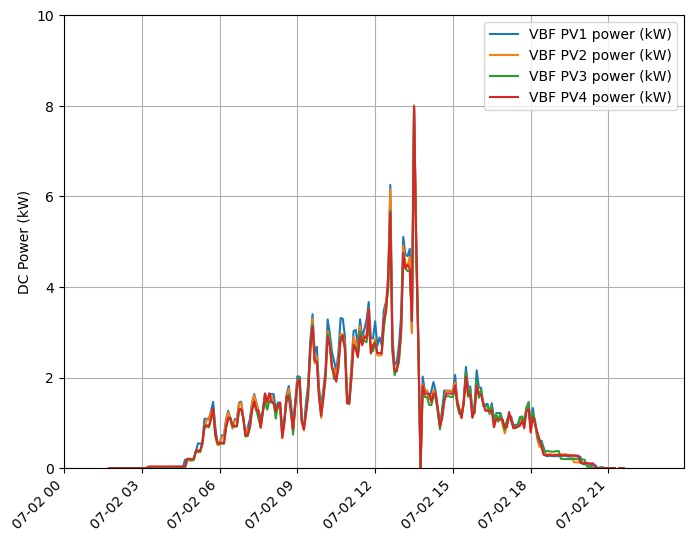 10
8
6
4
2
0
DC Power (kW)
VBF PV1 power (kW)
VBF PV2 power (kW)
VBF PV3 power (kW)
VBF PV4 power (kW)
07-02 00
07-02 03
07-02 06
07-02 09
07-02 12
07-02 15
07-02 18
07-02 21